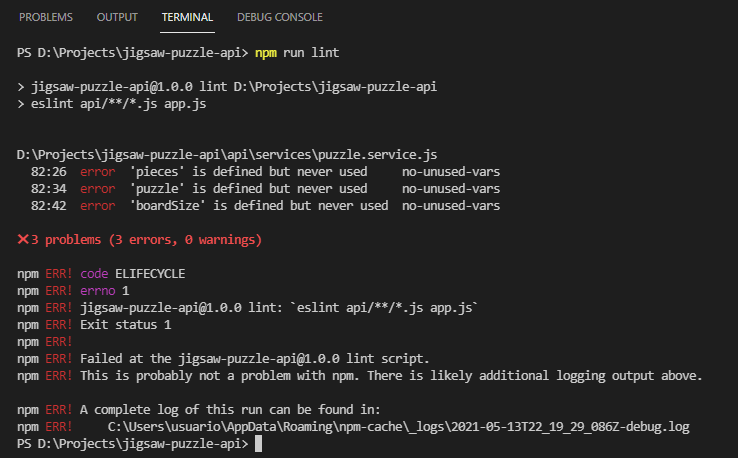 PROBLEMS OUTPUT TERMINAL DEBUG CONSOLE
PS D:\Projects\jigsaw-puzzle-api> npm run lint
> jigsaw-puzzle-api@1.0.0 lint D:\Projects\jigsaw-puzzle-api
> eslint api/**/*.js app.js
D:\Projects\jigsaw-puzzle-api\api\services\puzzle.service.js
82:26 error 'pieces' is defined but never used no-unused-vars
82:34 error 'puzzle' is defined but never used no-unused-vars
82:42 error 'boardSize' is defined but never used no-unused-vars
❌3 problems (3 errors, 0 warnings)
npm ERR! code ELIFECYCLE
npm ERR! errno 1
npm ERR! jigsaw-puzzle-api@1.0.0 lint: `eslint api/**/*.js app.js`
npm ERR! Exit status 1
npm ERR!
npm ERR! Failed at the jigsaw-puzzle-api@1.0.0 lint script.
npm ERR! This is probably not a problem with npm. There is likely additional logging output above.
npm ERR! A complete log of this run can be found in:
npm ERR! C:\Users\usuario\AppData\Roaming\npm-cache\_logs\2021-05-13T22_19_29_086Z-debug.log
PS D:\Projects\jigsaw-puzzle-api>